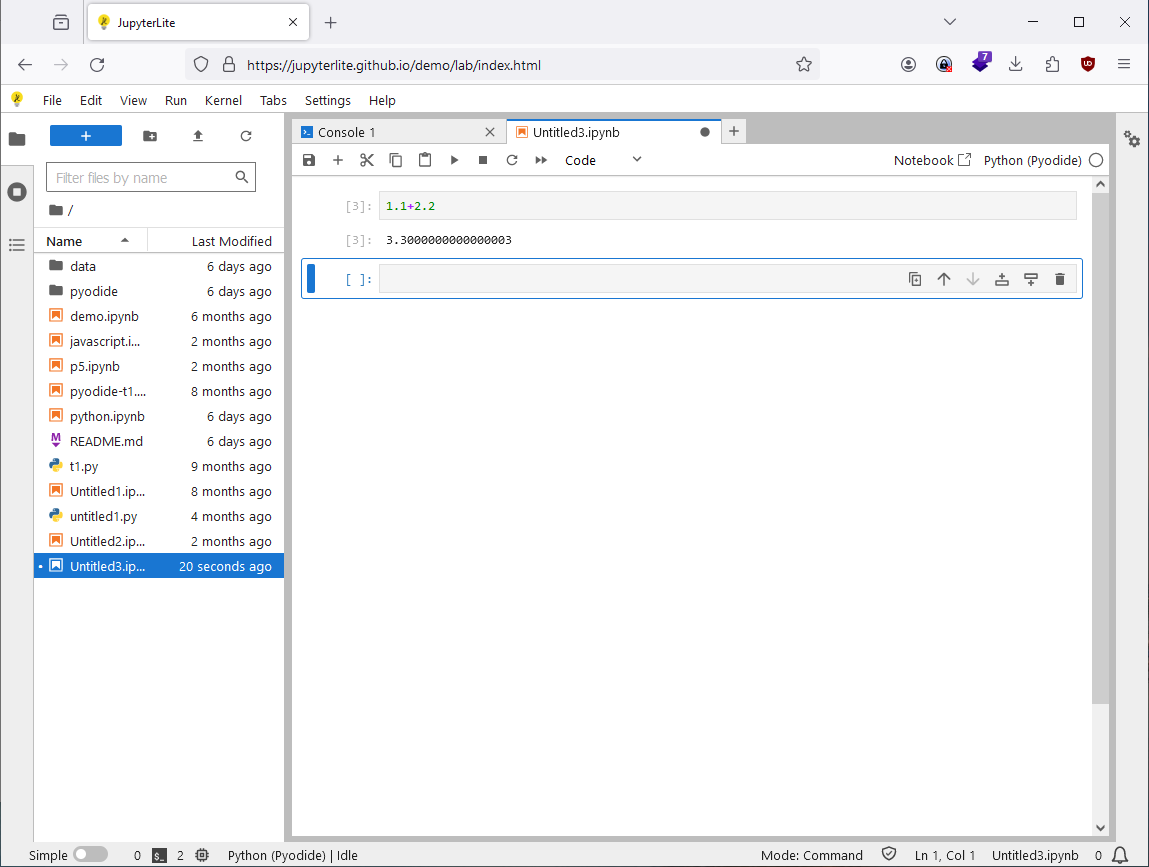 JupyterLite
https://jupyterlite.github.io/demo/lab/index.html
7
UD
File Edit View Run Kernel Tabs Settings Help
Console 1
Untitled3.ipynb
Code
Notebook
Python (Pyodide)
Filter files by name
/
Name Last Modified
data 6 days ago
pyodide 6 days ago
demo.ipynb 6 months ago
javascript.i... 2 months ago
p5.ipynb 2 months ago
pyodide-t1.... 8 months ago
python.ipynb 6 days ago
README.md 6 days ago
t1.py 9 months ago
Untitled1.ip... 8 months ago
untitled1.py 4 months ago
Untitled2.ip... 2 months ago
Untitled3.ip... 20 seconds ago
[3]: 1.1+2.2
[3]: 3.3000000000000003
[ ]:
Simple 0 $_ 2 Python (Pyodide) | Idle Mode: Command Ln 1, Col 1 Untitled3.ipynb 0